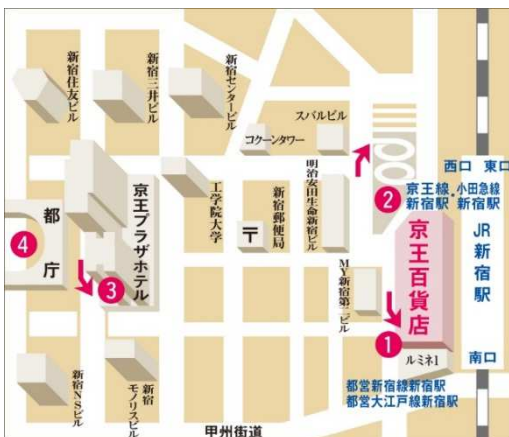 新宿住友ビル
新宿三井ビル
新宿センタービル
スバルビル
コクーンタワー
西口 東口
工学院大学
新宿郵便局
〒
明治安田生命新宿ビル
2
京王線新宿駅
小田急線新宿駅
京王プラザホテル
都庁
4
3
京王百貨店
JR新宿駅
MY新宿第二ビル
1
ルミネ1
南口
新宿NSビル
新宿モノリスビル
都営新宿線新宿駅
都営大江戸線新宿駅
甲州街道